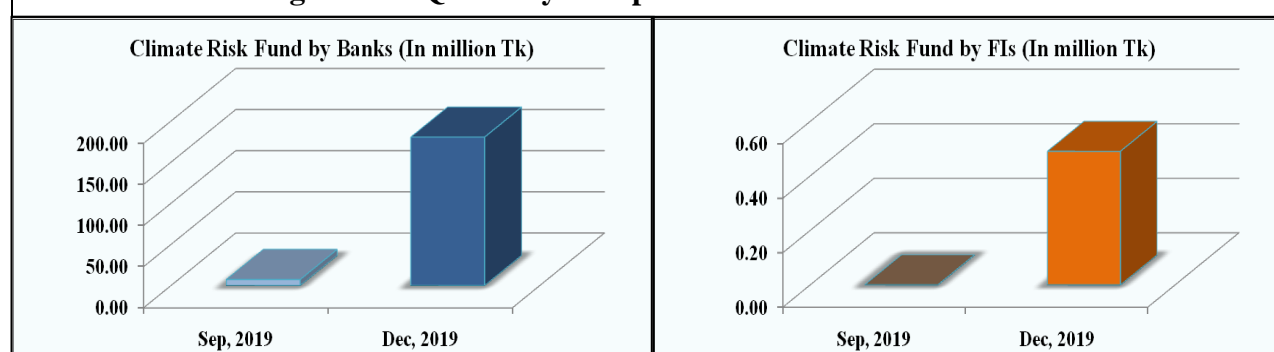 Climate Risk Fund by Banks (In million Tk)
200.00
150.00
100.00
50.00
0.00
Sep, 2019 Dec, 2019
Climate Risk Fund by FIs (In million Tk)
0.60
0.40
0.20
0.00
Sep, 2019 Dec, 2019